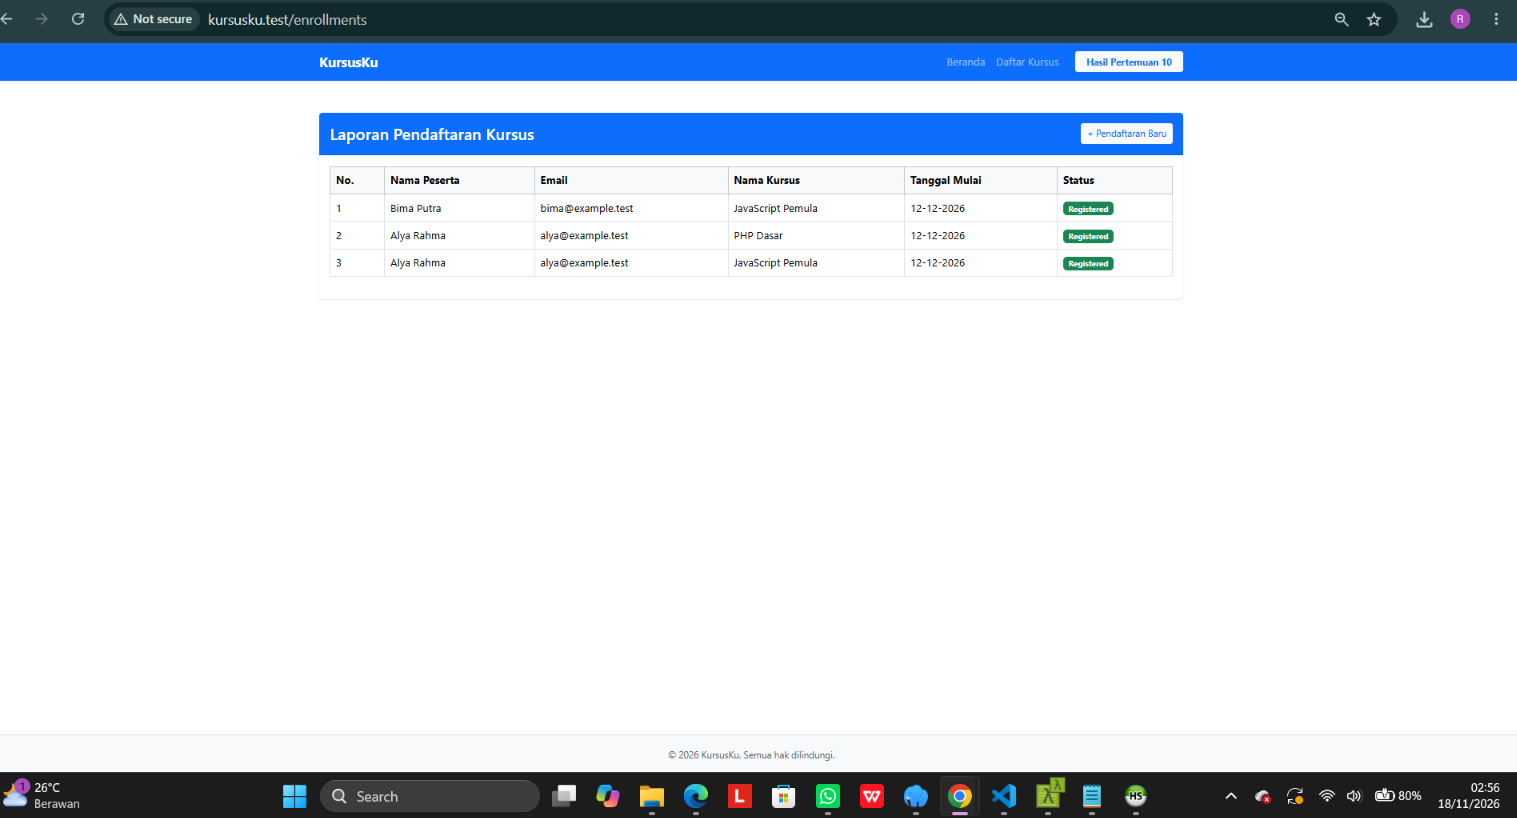 Not secure kursusku.test/enrollments R
KursusKu Beranda Daftar Kursus Hasil Pertemuan 10
Laporan Pendaftaran Kursus + Pendaftaran Baru
No. Nama Peserta Email Nama Kursus Tanggal Mulai Status
1 Bima Putra bima@example.test JavaScript Pemula 12-12-2026 Registered
2 Alya Rahma alya@example.test PHP Dasar 12-12-2026 Registered
3 Alya Rahma alya@example.test JavaScript Pemula 12-12-2026 Registered
© 2026 KursusKu. Semua hak dilindungi.
1 26°C Search L W λ λ HS 80% 02:56
Berawan 18/11/2026